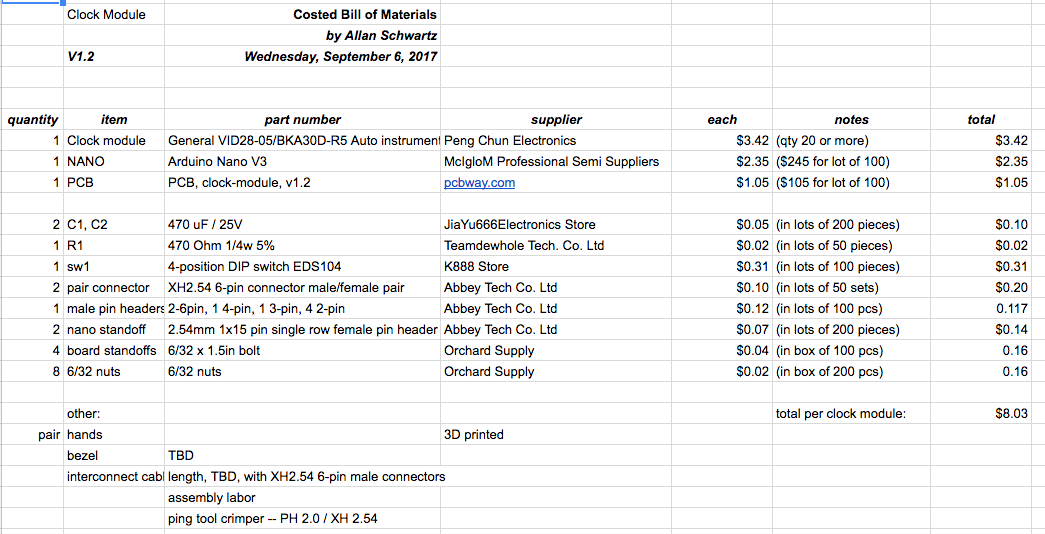 Clock Module Costed Bill of Materials
by Allan Schwartz
V1.2 Wednesday, September 6, 2017
quantity item part number supplier each notes total
1 Clock module General VID28-05/BKA30D-R5 Auto instrument Peng Chun Electronics $3.42 (qty 20 or more) $3.42
1 NANO Arduino Nano V3 McIgloM Professional Semi Suppliers $2.35 ($245 for lot of 100) $2.35
1 PCB PCB, clock-module, v1.2 pcbway.com $1.05 ($105 for lot of 100) $1.05
2 C1, C2 470 uF / 25V JiaYu666Electronics Store $0.05 (in lots of 200 pieces) $0.10
1 R1 470 Ohm 1/4w 5% Teamdewhole Tech. Co. Ltd $0.02 (in lots of 50 pieces) $0.02
1 sw1 4-position DIP switch EDS104 K888 Store $0.31 (in lots of 100 pieces) $0.31
2 pair connector XH2.54 6-pin connector male/female pair Abbey Tech Co. Ltd $0.10 (in lots of 50 sets) $0.20
1 male pin headers 2-6pin, 1 4-pin, 1 3-pin, 4 2-pin Abbey Tech Co. Ltd $0.12 (in lots of 100 pcs) 0.117
2 nano standoff 2.54mm 1x15 pin single row female pin header Abbey Tech Co. Ltd $0.07 (in lots of 200 pieces) $0.14
4 board standoffs 6/32 x 1.5in bolt Orchard Supply $0.04 (in box of 100 pcs) 0.16
8 6/32 nuts 6/32 nuts Orchard Supply $0.02 (in box of 200 pcs) 0.16
other: total per clock module: $8.03
pair hands 3D printed
bezel TBD
interconnect cabl length, TBD, with XH2.54 6-pin male connectors
assembly labor
ping tool crimper -- PH 2.0 / XH 2.54